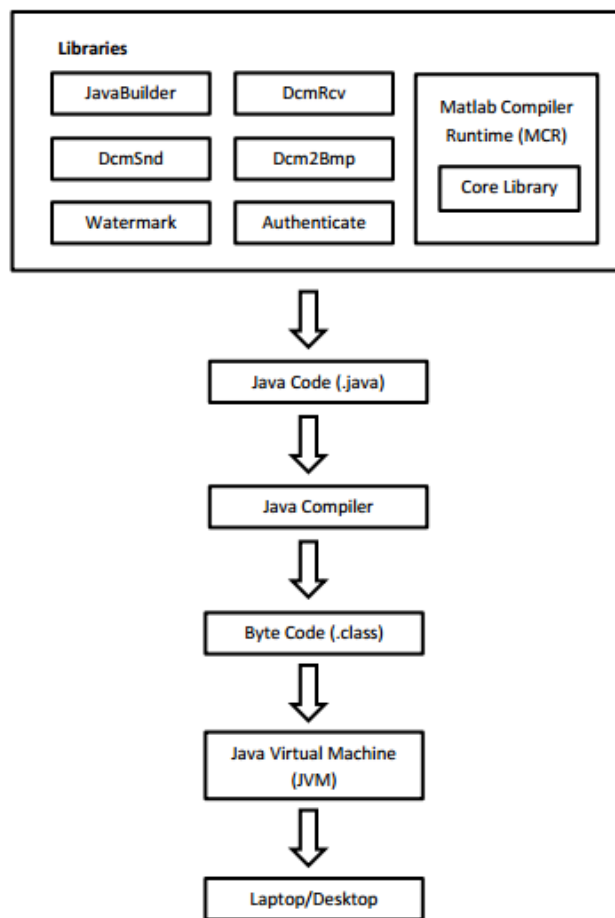 Libraries
JavaBuilder
DcmRcv
DcmSnd
Dcm2Bmp
Watermark
Authenticate
Matlab Compiler
Runtime (MCR)
Core Library
Java Code (.java)
Java Compiler
Byte Code (.class)
Java Virtual Machine
(JVM)
Laptop/Desktop